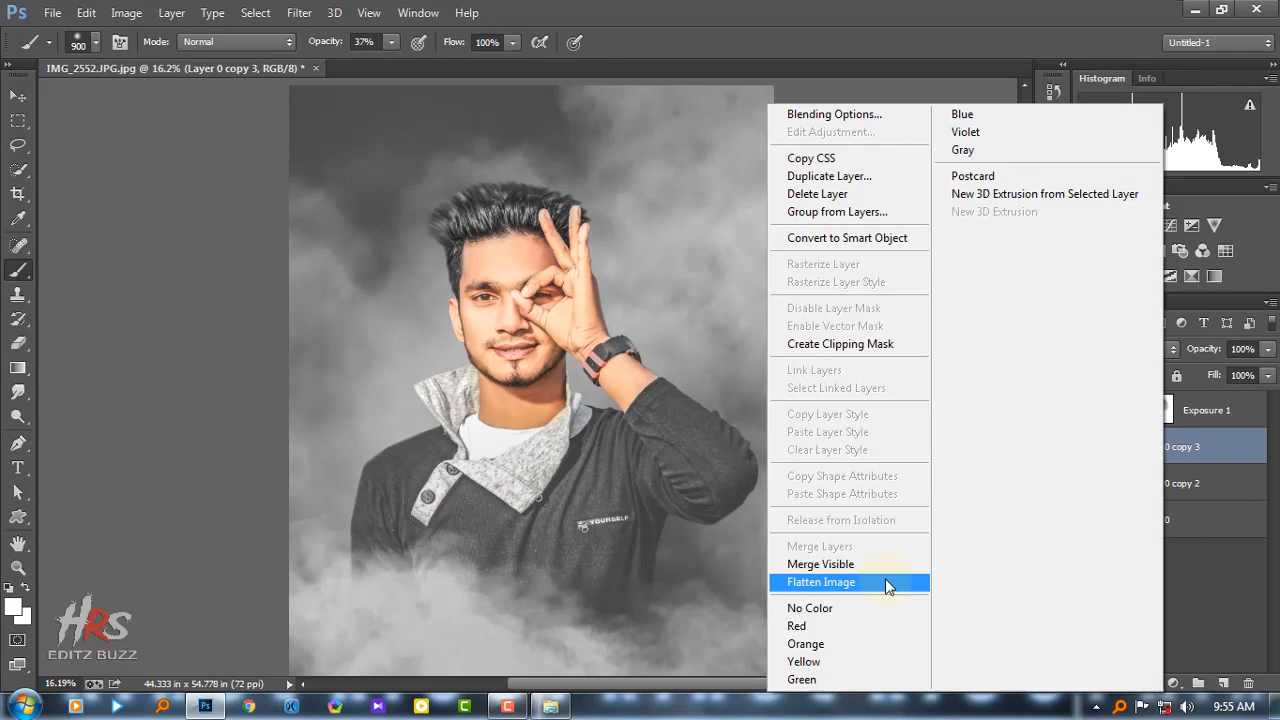 Ps File Edit Image Layer Type Select Filter 3D View Window Help
900 Mode: Normal Opacity: 37% Flow: 100% Untitled-1
IMG_2552.JPG.jpg @ 16.2% (Layer 0 copy 3, RGB/8) * ×
Histogram Info
Blending Options...
Edit Adjustment...
Copy CSS
Duplicate Layer...
Delete Layer
Group from Layers...
Convert to Smart Object
Rasterize Layer
Rasterize Layer Style
Disable Layer Mask
Enable Vector Mask
Create Clipping Mask
Link Layers
Select Linked Layers
Copy Layer Style
Paste Layer Style
Clear Layer Style
Copy Shape Attributes
Paste Shape Attributes
Release from Isolation
Merge Layers
Merge Visible
Flatten Image
No Color
Red
Orange
Yellow
Green
Blue
Violet
Gray
Postcard
New 3D Extrusion from Selected Layer
New 3D Extrusion
Opacity: 100%
Fill: 100%
Exposure 1
0 copy 3
0 copy 2
0
YOURSELF
HRS
EDITZ BUZZ
16.19% 44.333 in x 54.778 in (72 ppi)
Ps
9:55 AM